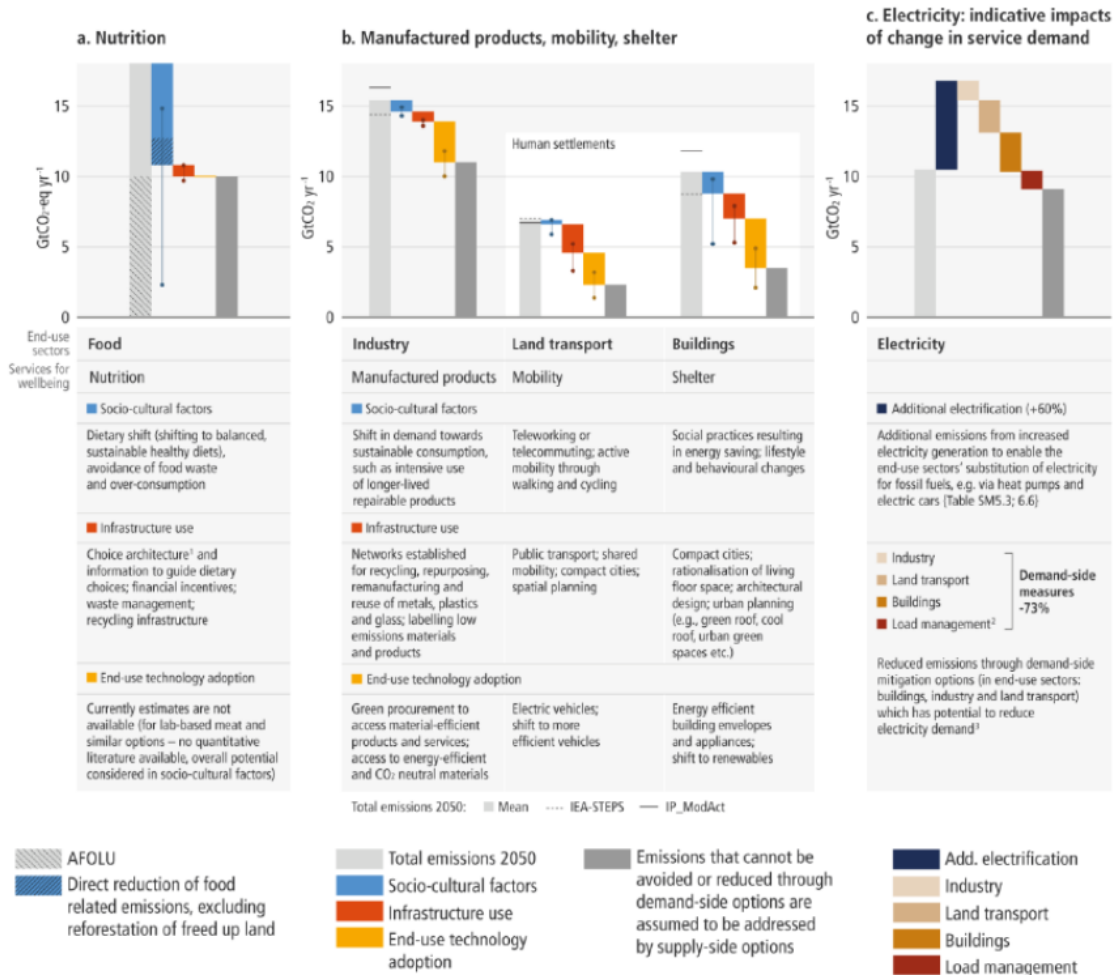 a. Nutrition
b. Manufactured products, mobility, shelter
c. Electricity: indicative impacts
of change in service demand
GtCO₂-eq yr⁻¹
15
10
5
0
GtCO₂ yr⁻¹
15
10
5
0
Human settlements
GtCO₂ yr⁻¹
15
10
5
0
End-use
sectors
Food
Industry
Land transport
Buildings
Electricity
Services for
wellbeing
Nutrition
Manufactured products
Mobility
Shelter
Socio-cultural factors
Dietary shift (shifting to balanced,
sustainable healthy diets),
avoidance of food waste
and over-consumption
Infrastructure use
Choice architecture¹ and
information to guide dietary
choices; financial incentives;
waste management;
recycling infrastructure
End-use technology adoption
Currently estimates are not
available (for lab-based meat and
similar options – no quantitative
literature available, overall potential
considered in socio-cultural factors)
Socio-cultural factors
Shift in demand towards
sustainable consumption,
such as intensive use
of longer-lived
repairable products
Teleworking or
telecommuting; active
mobility through
walking and cycling
Social practices resulting
in energy saving; lifestyle
and behavioural changes
Infrastructure use
Networks established
for recycling, repurposing,
remanufacturing and
reuse of metals, plastics
and glass; labelling low
emissions materials
and products
Public transport; shared
mobility; compact cities;
spatial planning
Compact cities;
rationalisation of living
floor space; architectural
design; urban planning
(e.g., green roof, cool
roof, urban green
spaces etc.)
End-use technology adoption
Green procurement to
access material-efficient
products and services;
access to energy-efficient
and CO₂ neutral materials
Electric vehicles;
shift to more
efficient vehicles
Energy efficient
building envelopes
and appliances;
shift to renewables
Additional electrification (+60%)
Additional emissions from increased
electricity generation to enable the
end-use sectors' substitution of electricity
for fossil fuels, e.g. via heat pumps and
electric cars {Table SM5.3; 6.6}
Industry
Land transport
Buildings
Load management²
Demand-side
measures
-73%
Reduced emissions through demand-side
mitigation options (in end-use sectors:
buildings, industry and land transport)
which has potential to reduce
electricity demand³
Total emissions 2050: Mean IEA-STEPS IP_ModAct
AFOLU
Direct reduction of food
related emissions, excluding
reforestation of freed up land
Total emissions 2050
Socio-cultural factors
Infrastructure use
End-use technology
adoption
Emissions that cannot be
avoided or reduced through
demand-side options are
assumed to be addressed
by supply-side options
Add. electrification
Industry
Land transport
Buildings
Load management